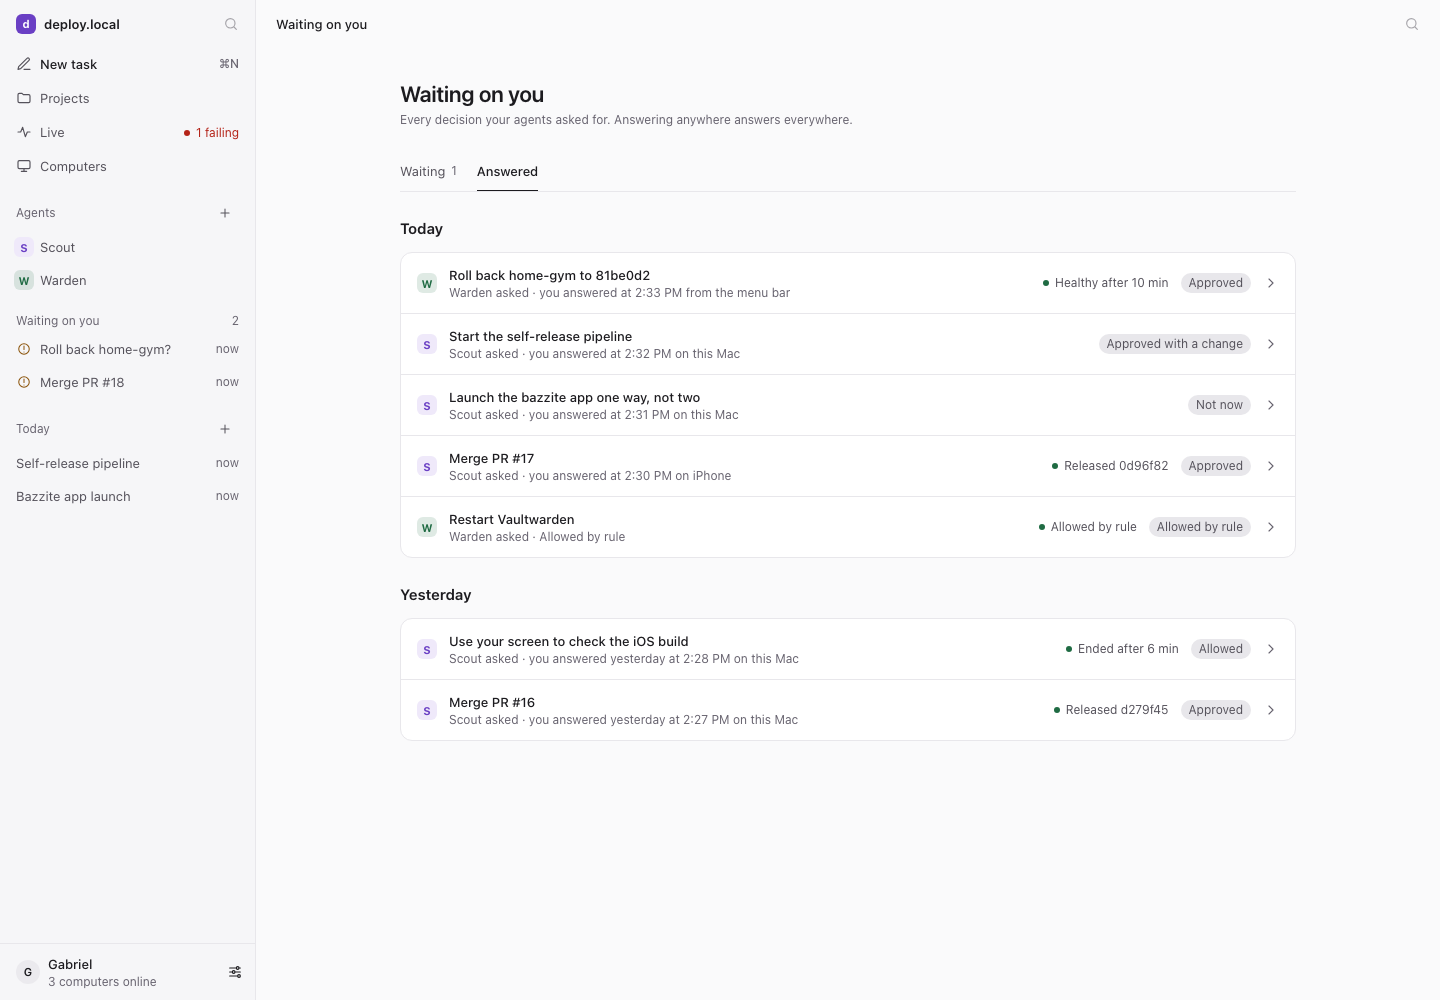 d deploy.local
New task ⌘N
Projects
Live 1 failing
Computers
Agents
S Scout
W Warden
Waiting on you 2
Roll back home-gym? now
Merge PR #18 now
Today
Self-release pipeline now
Bazzite app launch now
G Gabriel
3 computers online
Waiting on you
Waiting on you
Every decision your agents asked for. Answering anywhere answers everywhere.
Waiting 1 Answered
Today
W Roll back home-gym to 81be0d2
Warden asked · you answered at 2:33 PM from the menu bar
Healthy after 10 min Approved
S Start the self-release pipeline
Scout asked · you answered at 2:32 PM on this Mac
Approved with a change
S Launch the bazzite app one way, not two
Scout asked · you answered at 2:31 PM on this Mac
Not now
S Merge PR #17
Scout asked · you answered at 2:30 PM on iPhone
Released 0d96f82 Approved
W Restart Vaultwarden
Warden asked · Allowed by rule
Allowed by rule Allowed by rule
Yesterday
S Use your screen to check the iOS build
Scout asked · you answered yesterday at 2:28 PM on this Mac
Ended after 6 min Allowed
S Merge PR #16
Scout asked · you answered yesterday at 2:27 PM on this Mac
Released d279f45 Approved